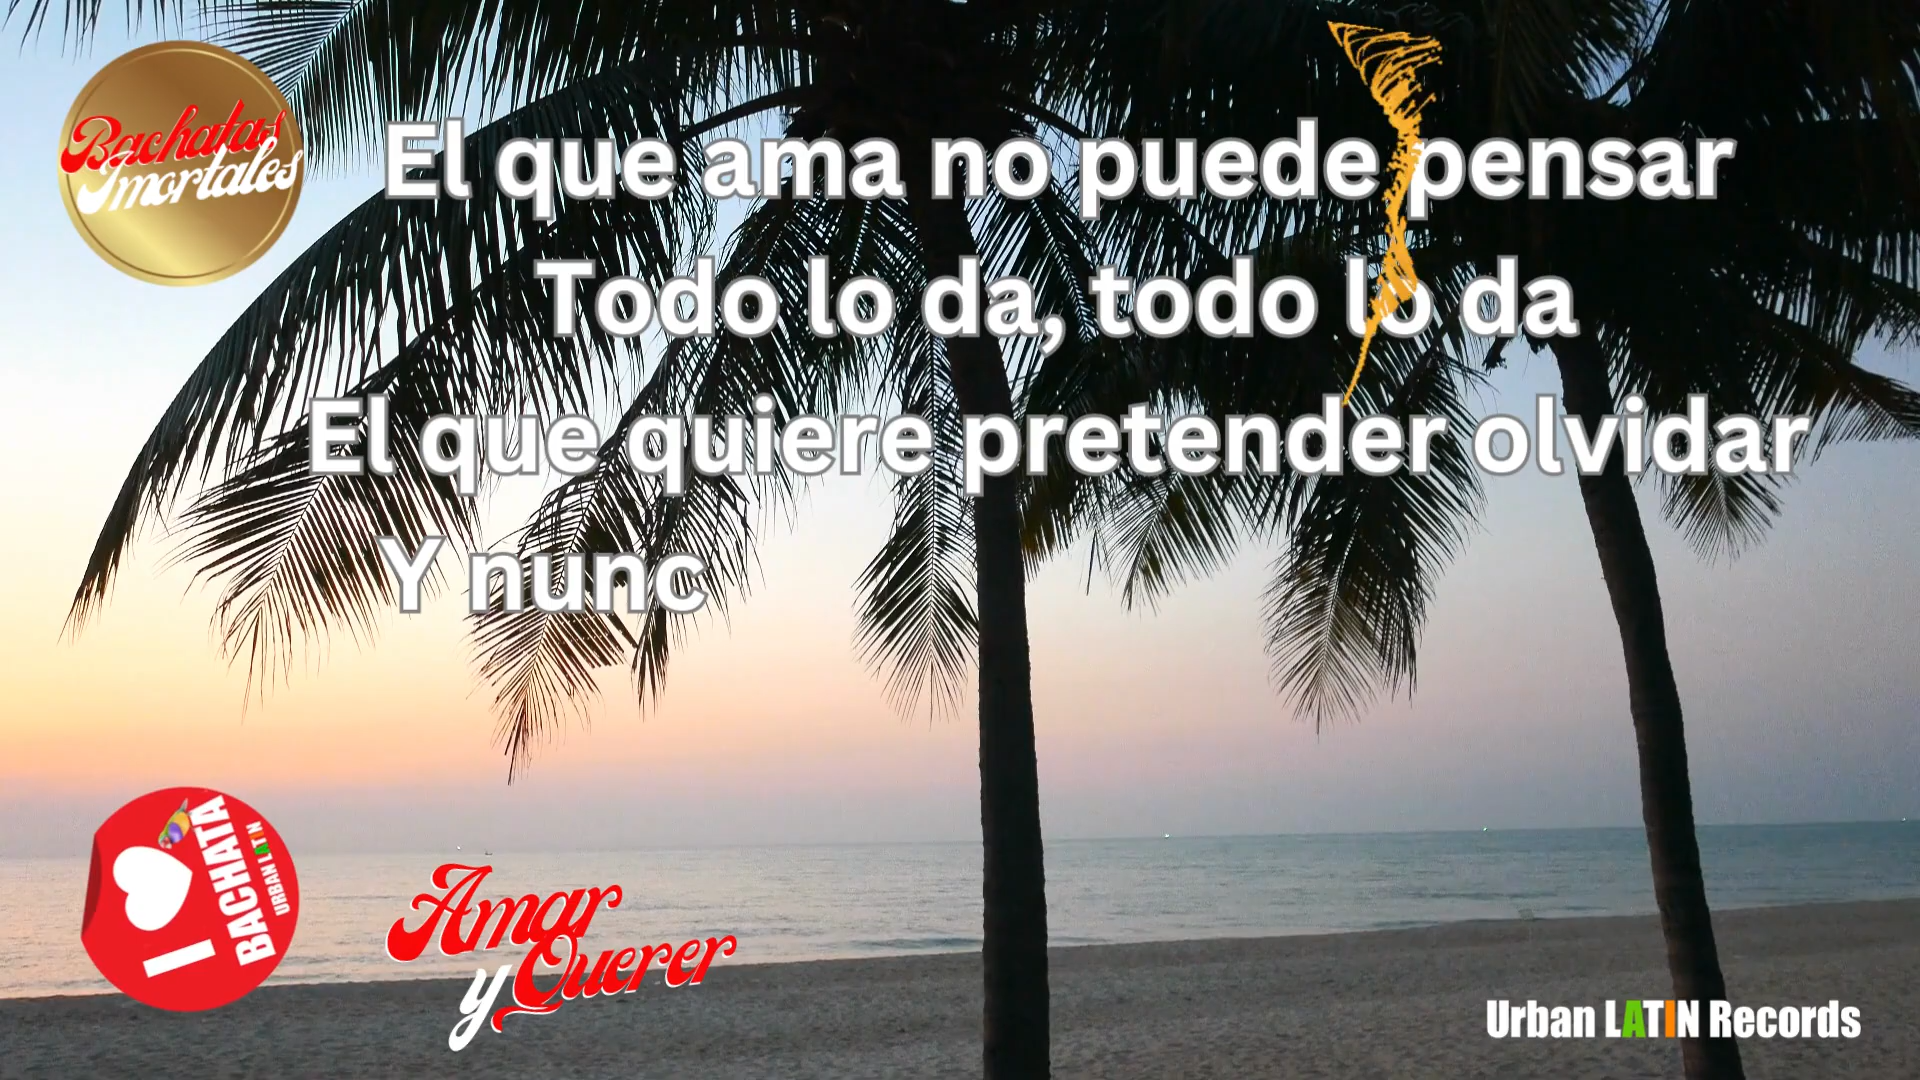 Bachatas
Inmortales
El que ama no puede pensar
Todo lo da, todo lo da
El que quiere pretender olvidar
Y nunc
I
BACHATA
URBAN LATIN
Amar
y Querer
Urban LATIN Records